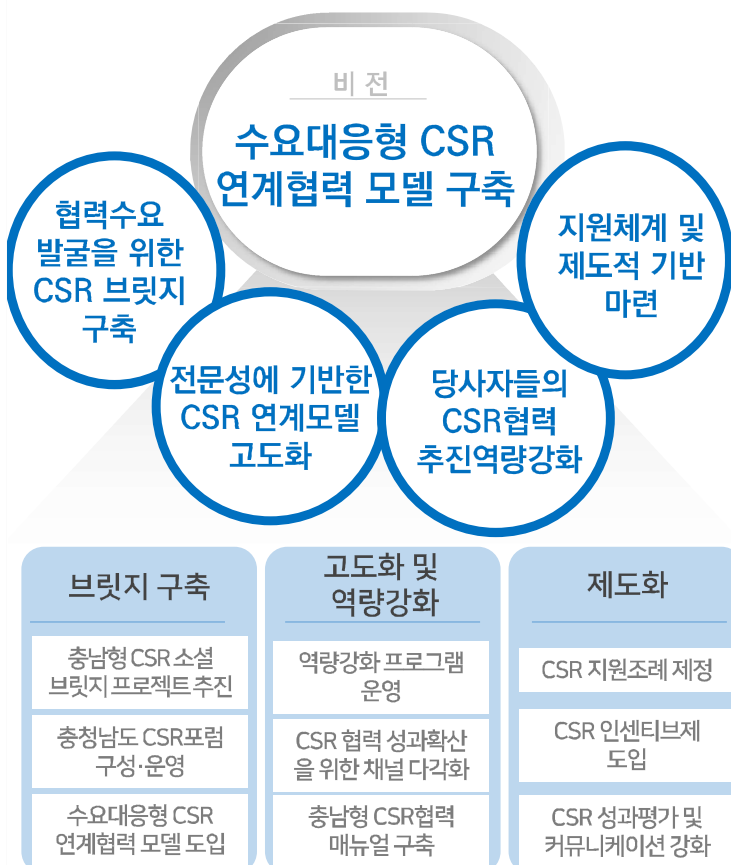 비 전
수요대응형 CSR
연계협력 모델 구축
협력수요
발굴을 위한
CSR 브릿지
구축
전문성에 기반한
CSR 연계모델
고도화
당사자들의
CSR협력
추진역량강화
지원체계 및
제도적 기반
마련
브릿지 구축
충남형 CSR 소셜
브릿지 프로젝트 추진
충청남도 CSR포럼
구성·운영
수요대응형 CSR
연계협력 모델 도입
고도화 및
역량강화
역량강화 프로그램
운영
CSR 협력 성과확산
을 위한 채널 다각화
충남형 CSR협력
매뉴얼 구축
제도화
CSR 지원조례 제정
CSR 인센티브제
도입
CSR 성과평가 및
커뮤니케이션 강화